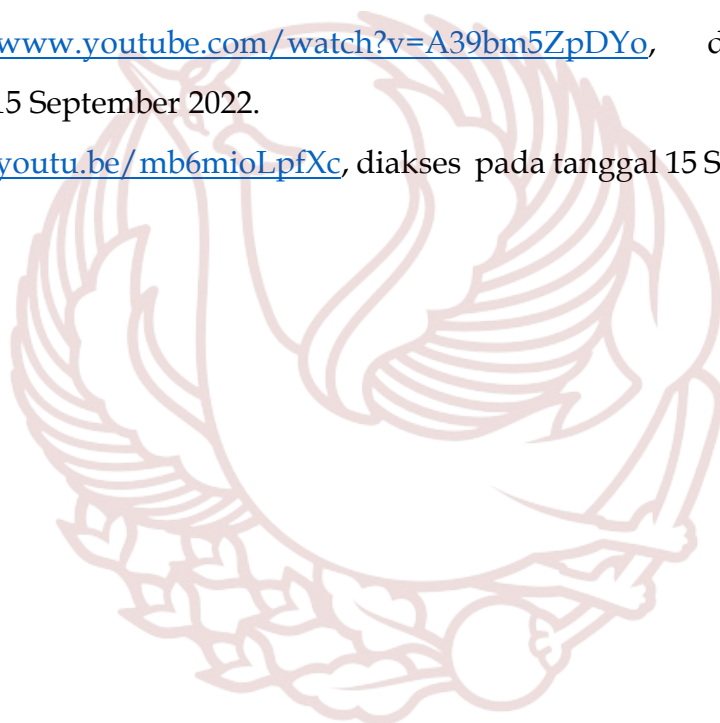 www.youtube.com/watch?v=A39bm5ZpDYo, d
15 September 2022.
youtu.be/mb6mioLpfXc, diakses pada tanggal 15 S